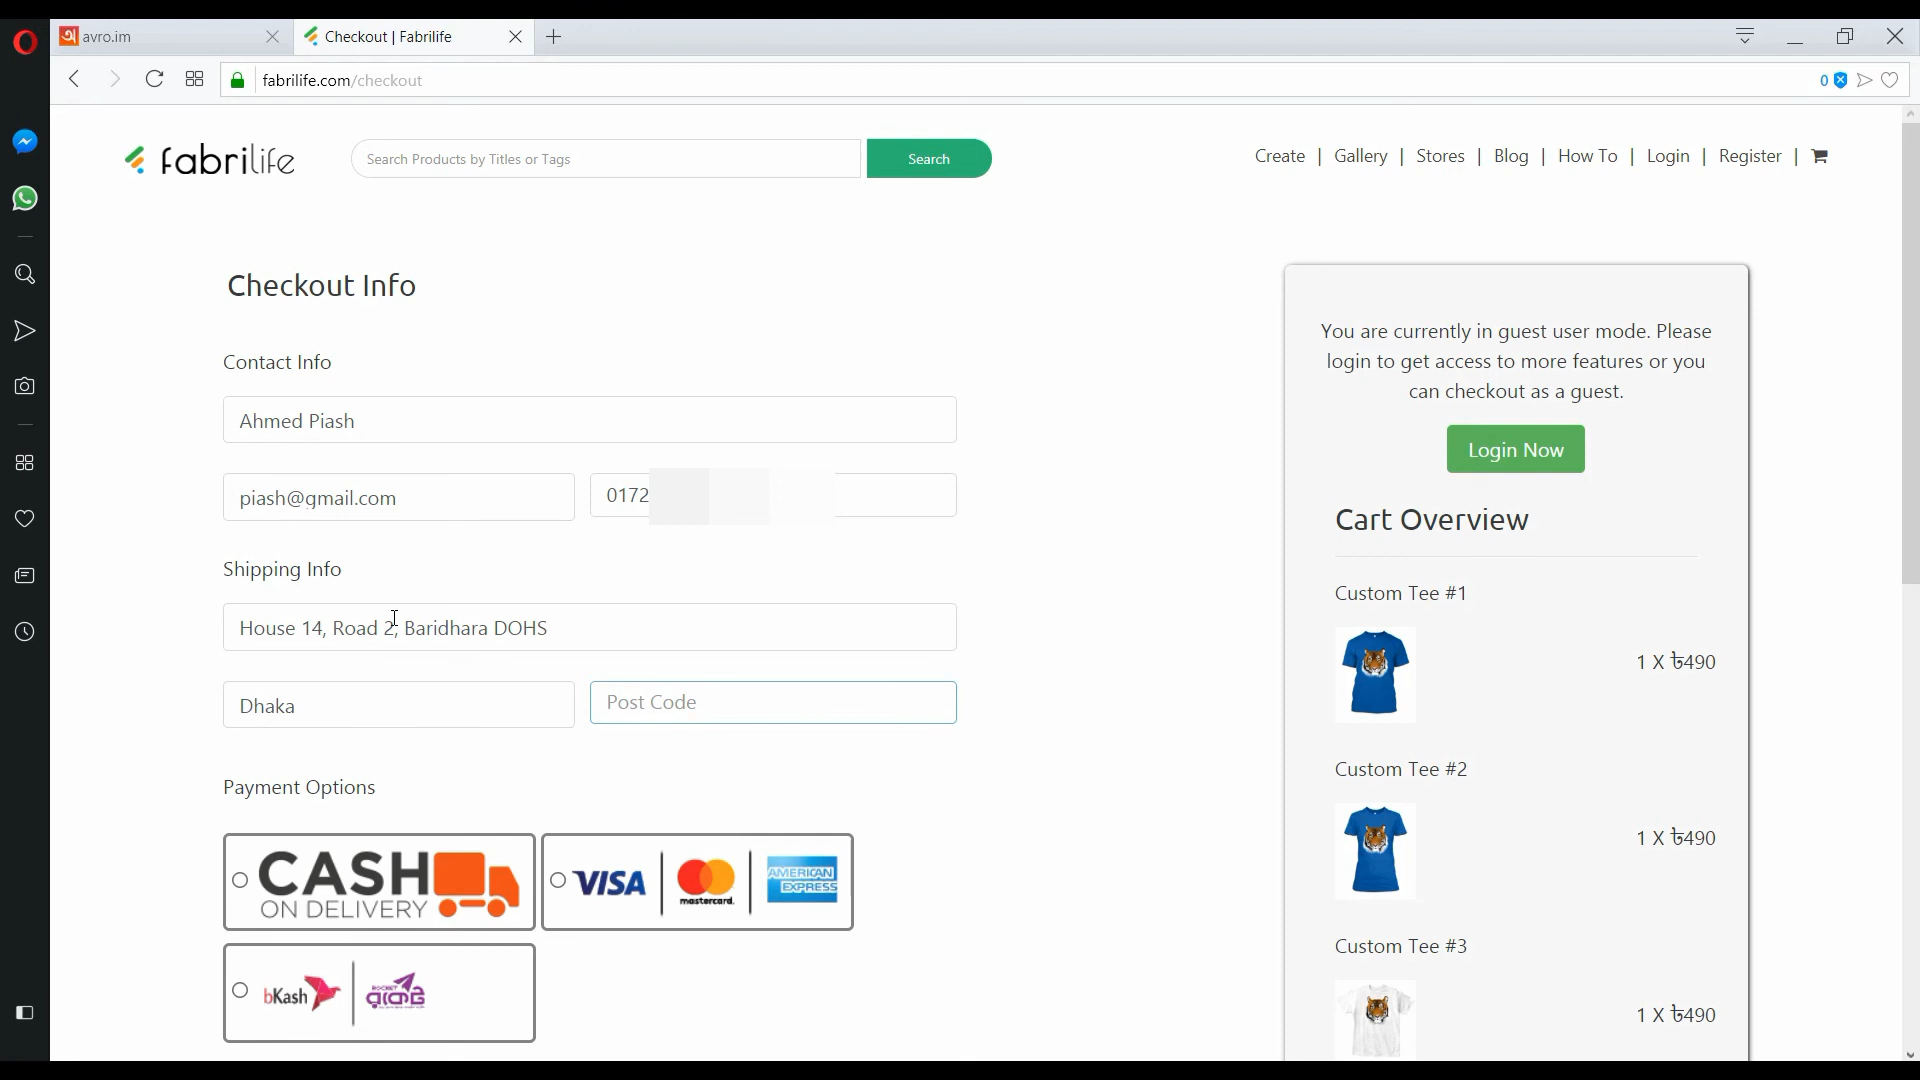 অ avro.im
Checkout | Fabrilife
fabrilife.com/checkout
0
fabrilife
Search Products by Titles or Tags
Search
Create | Gallery | Stores | Blog | How To | Login | Register |
Checkout Info
Contact Info
Ahmed Piash
piash@gmail.com
0172
Shipping Info
House 14, Road 2, Baridhara DOHS
Dhaka
Post Code
Payment Options
CASH
ON DELIVERY
VISA
mastercard.
AMERICAN
EXPRESS
bKash
ROCKET
রকেট
You are currently in guest user mode. Please
login to get access to more features or you
can checkout as a guest.
Login Now
Cart Overview
Custom Tee #1
1 X ৳490
Custom Tee #2
1 X ৳490
Custom Tee #3
1 X ৳490